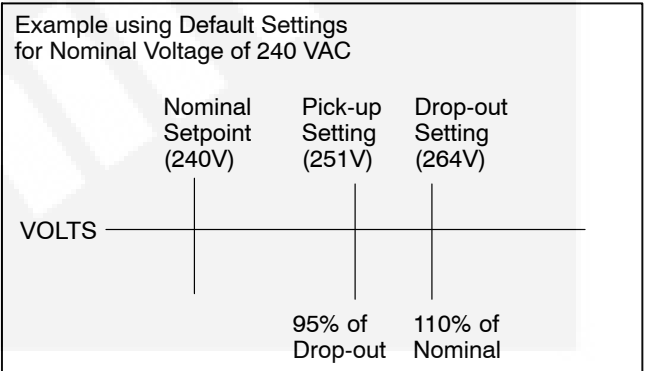 Example using Default Settings
for Nominal Voltage of 240 VAC
Nominal
Setpoint
(240V)
Pick-up
Setting
(251V)
Drop-out
Setting
(264V)
VOLTS
95% of
Drop-out
110% of
Nominal